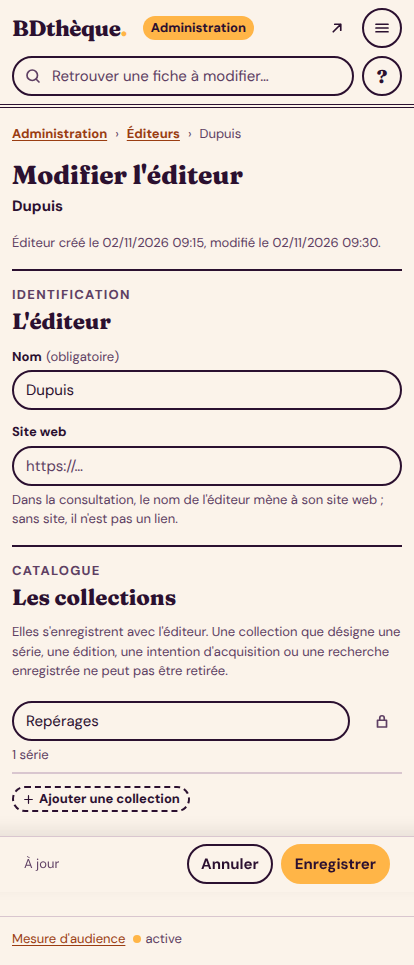 BDthèque.
Administration
Retrouver une fiche à modifier…
?
Administration › Éditeurs › Dupuis
Modifier l'éditeur
Dupuis
Éditeur créé le 02/11/2026 09:15, modifié le 02/11/2026 09:30.
IDENTIFICATION
L'éditeur
Nom (obligatoire)
Dupuis
Site web
https://…
Dans la consultation, le nom de l'éditeur mène à son site web ;
sans site, il n'est pas un lien.
CATALOGUE
Les collections
Elles s'enregistrent avec l'éditeur. Une collection que désigne une
série, une édition, une intention d'acquisition ou une recherche
enregistrée ne peut pas être retirée.
Repérages
1 série
+ Ajouter une collection
À jour
Annuler
Enregistrer
Mesure d'audience active